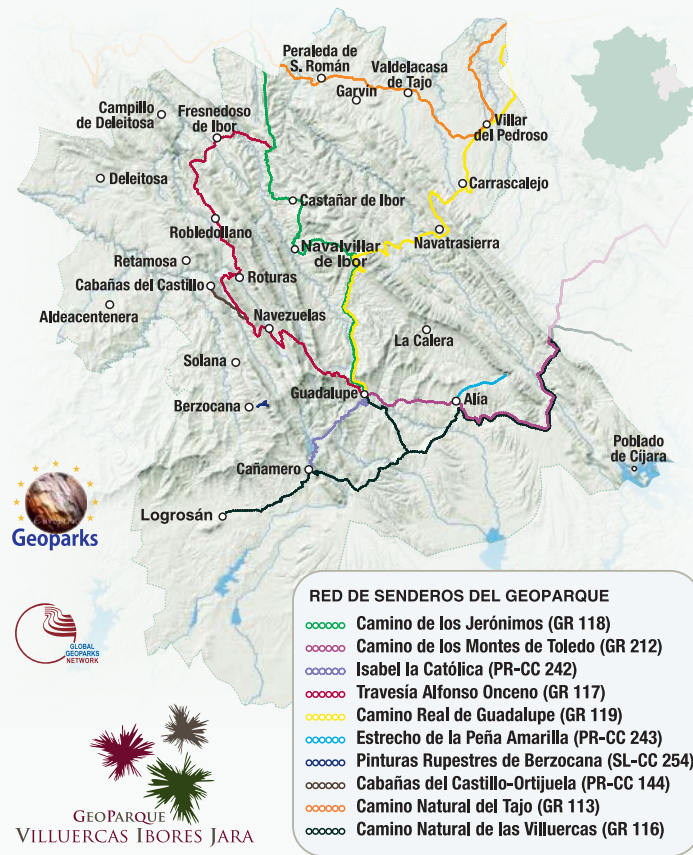 Peraleda de
S. Román
Valdelacasa
de Tajo
Garvín
Campillo
de Deleitosa
Fresnedoso
de Ibor
Villar
del Pedroso
Deleitosa
Carrascalejo
Castañar de Ibor
Robledollano
Navatrasierra
Navalvillar
de Ibor
Retamosa
Roturas
Cabañas del Castillo
Aldeacentenera
Navezuelas
La Calera
Solana
Guadalupe
Alía
Berzocana
Poblado
de Cíjara
Cañamero
Logrosán
Geoparks
GLOBAL
GEOPARKS
NETWORK
GEOPARQUE
VILLUERCAS IBORES JARA
RED DE SENDEROS DEL GEOPARQUE
Camino de los Jerónimos (GR 118)
Camino de los Montes de Toledo (GR 212)
Isabel la Católica (PR-CC 242)
Travesía Alfonso Onceno (GR 117)
Camino Real de Guadalupe (GR 119)
Estrecho de la Peña Amarilla (PR-CC 243)
Pinturas Rupestres de Berzocana (SL-CC 254)
Cabañas del Castillo-Ortijuela (PR-CC 144)
Camino Natural del Tajo (GR 113)
Camino Natural de las Villuercas (GR 116)